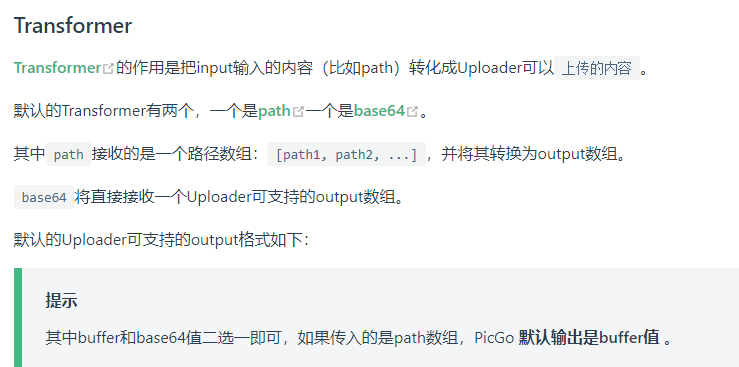 Transformer
Transformer的作用是把input输入的内容（比如path）转化成Uploader可以 上传的内容 。
默认的Transformer有两个，一个是path一个是base64。
其中 path 接收的是一个路径数组： [path1, path2, ...] ，并将其转换为output数组。
base64 将直接接收一个Uploader可支持的output数组。
默认的Uploader可支持的output格式如下：
提示
其中buffer和base64值二选一即可，如果传入的是path数组，PicGo 默认输出是buffer值 。